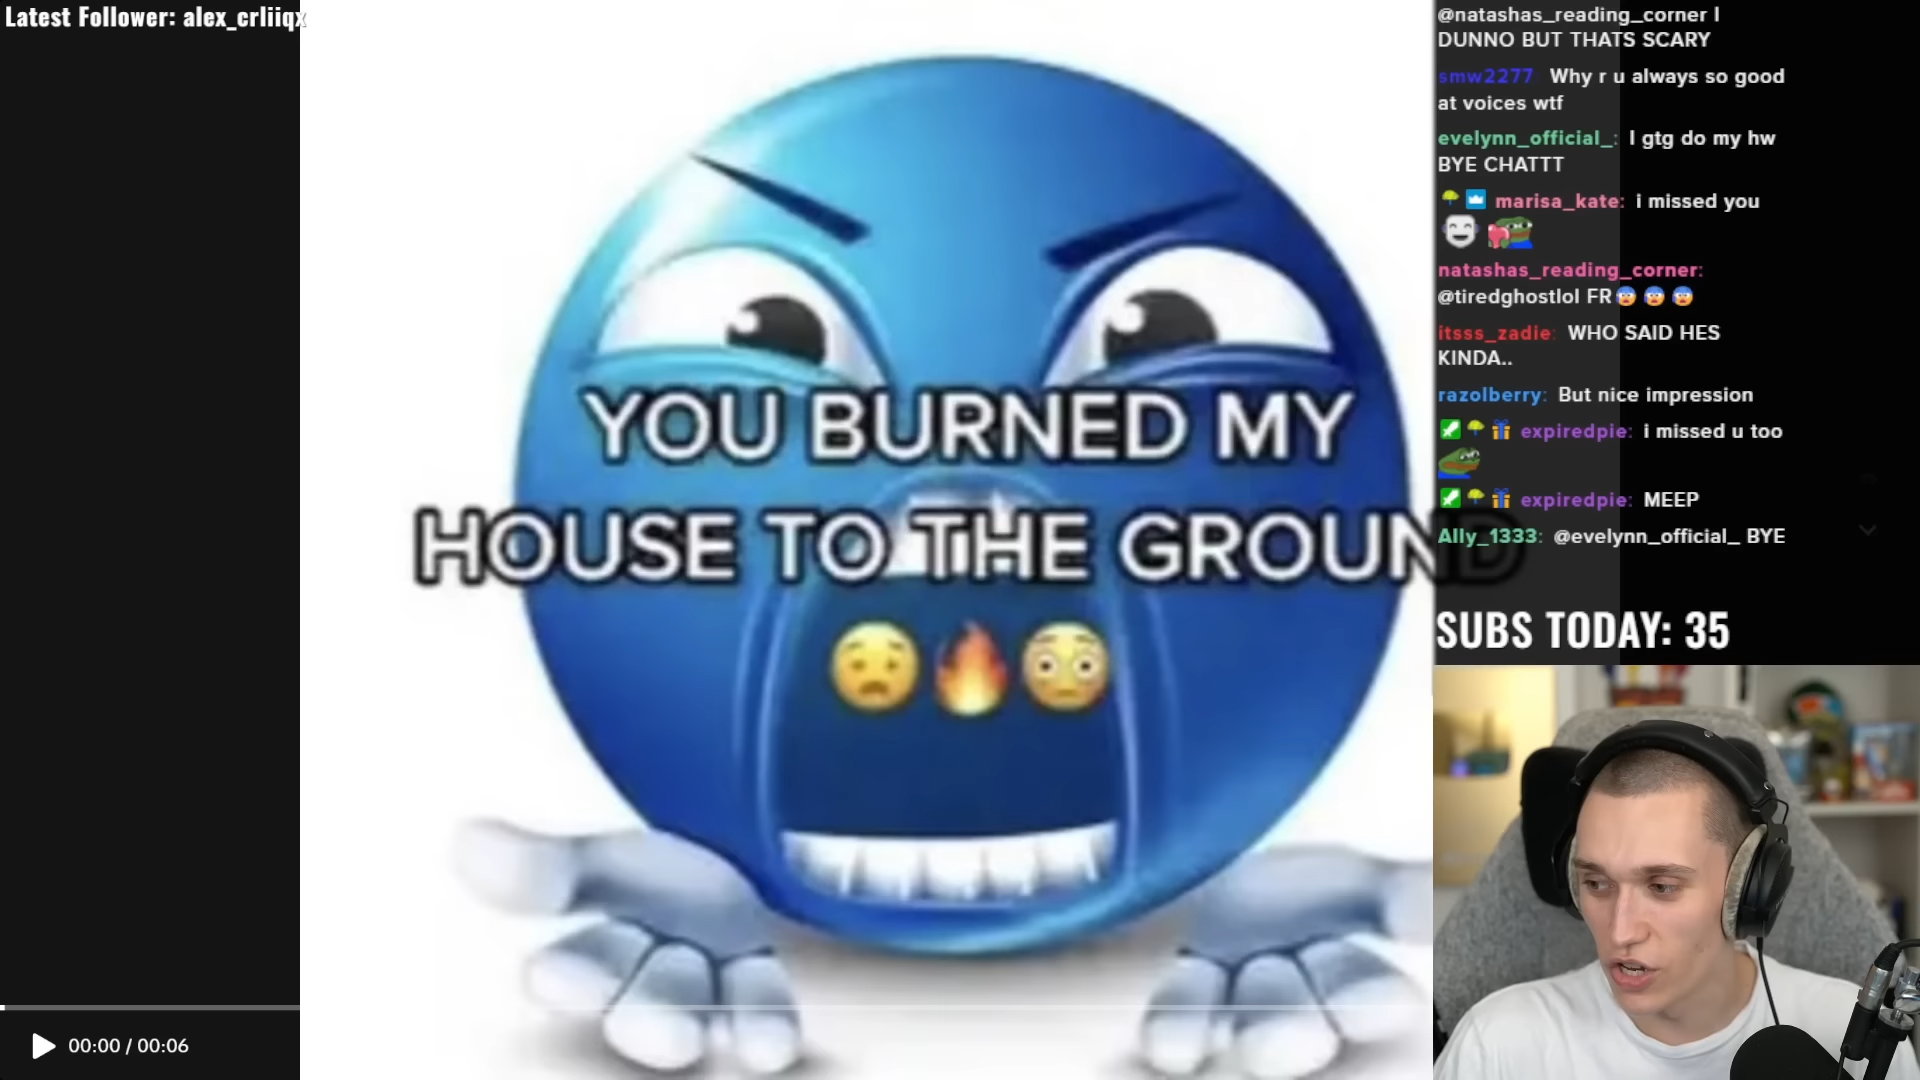 Latest Follower: alex_crliiqx
YOU BURNED MY
HOUSE TO THE GROUND
😟🔥😳
00:00 / 00:06
@natashas_reading_corner I
DUNNO BUT THATS SCARY
smw2277 Why r u always so good
at voices wtf
evelynn_official_: I gtg do my hw
BYE CHATTT
marisa_kate: i missed you
natashas_reading_corner:
@tiredghostlol FR😨😨😨
itsss_zadie: WHO SAID HES
KINDA..
razolberry: But nice impression
expiredpie: i missed u too
expiredpie: MEEP
Ally_1333: @evelynn_official_ BYE
SUBS TODAY: 35